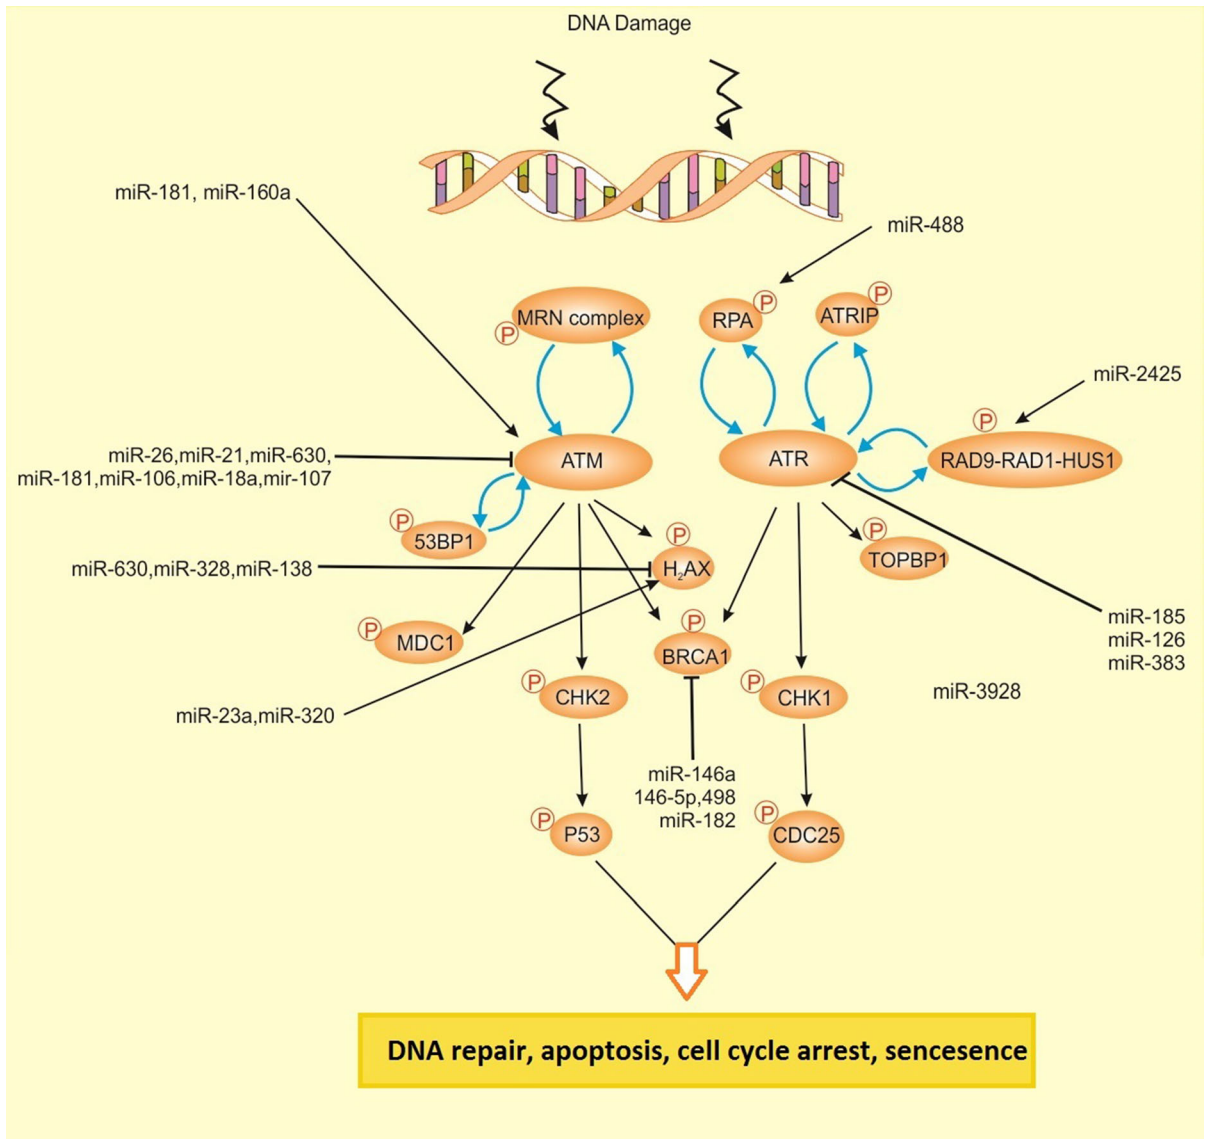 DNA Damage
miR-181, miR-160a
miR-488
P
P
MRN complex
P
RPA
ATRIP
P
miR-2425
P
miR-26,miR-21,miR-630,
miR-181,miR-106,miR-18a,mir-107
ATM
ATR
RAD9-RAD1-HUS1
P
53BP1
P
P
TOPBP1
miR-630,miR-328,miR-138
H2AX
miR-185
miR-126
miR-383
P
MDC1
P
BRCA1
P
CHK2
P
CHK1
miR-3928
miR-23a,miR-320
miR-146a
146-5p,498
miR-182
P
P53
P
CDC25
DNA repair, apoptosis, cell cycle arrest, sencesence